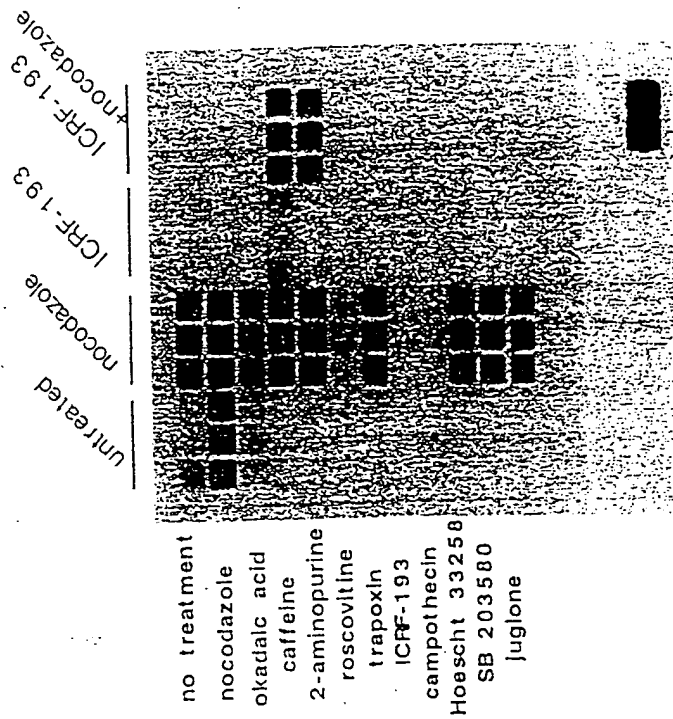 ICRF-193
+nocodazole
ICRF-193
nocodazole
untreated
no treatment
nocodazole
okadaic acid
caffeine
2-aminopurine
roscovitine
trapoxin
ICRF-193
campothecin
Hoescht 33258
SB 203580
juglone